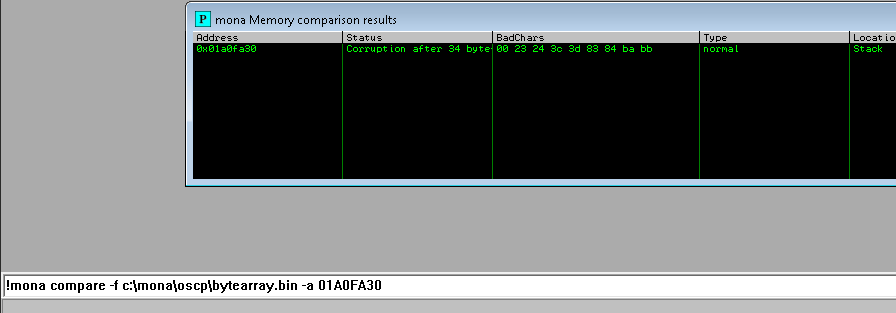 P mona Memory comparison results
Address Status BadChars Type Locatio
0x01a0fa30 Corruption after 34 byte 00 23 24 3c 3d 83 84 ba bb normal Stack
!mona compare -f c:\mona\oscp\bytearray.bin -a 01A0FA30